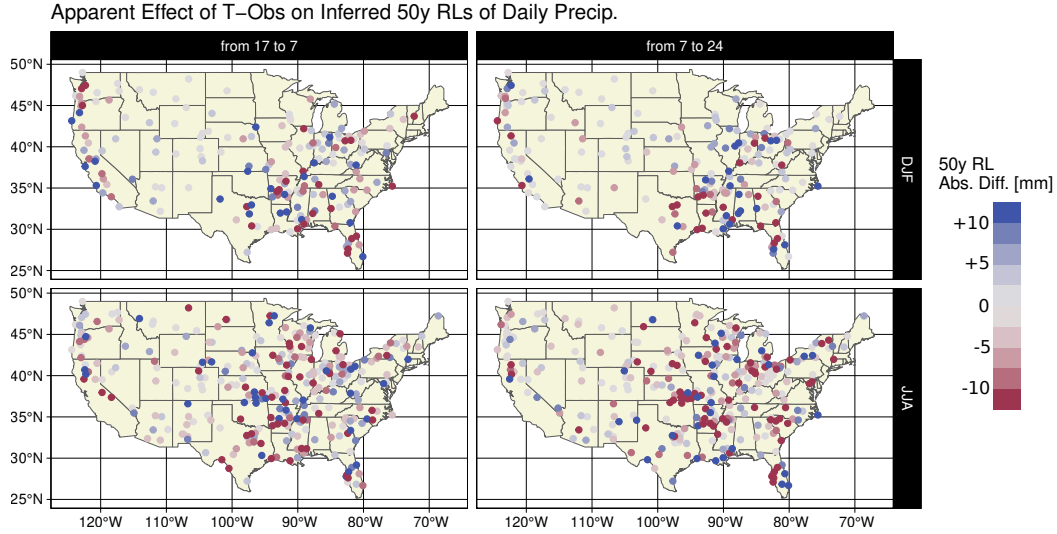 Apparent Effect of T−Obs on Inferred 50y RLs of Daily Precip.
from 17 to 7
from 7 to 24
50°N
45°N
40°N
35°N
30°N
25°N
DJF
50°N
45°N
40°N
35°N
30°N
25°N
JJA
120°W 110°W 100°W 90°W 80°W 70°W
120°W 110°W 100°W 90°W 80°W 70°W
50y RL
Abs. Diff. [mm]
+10
+5
0
-5
-10